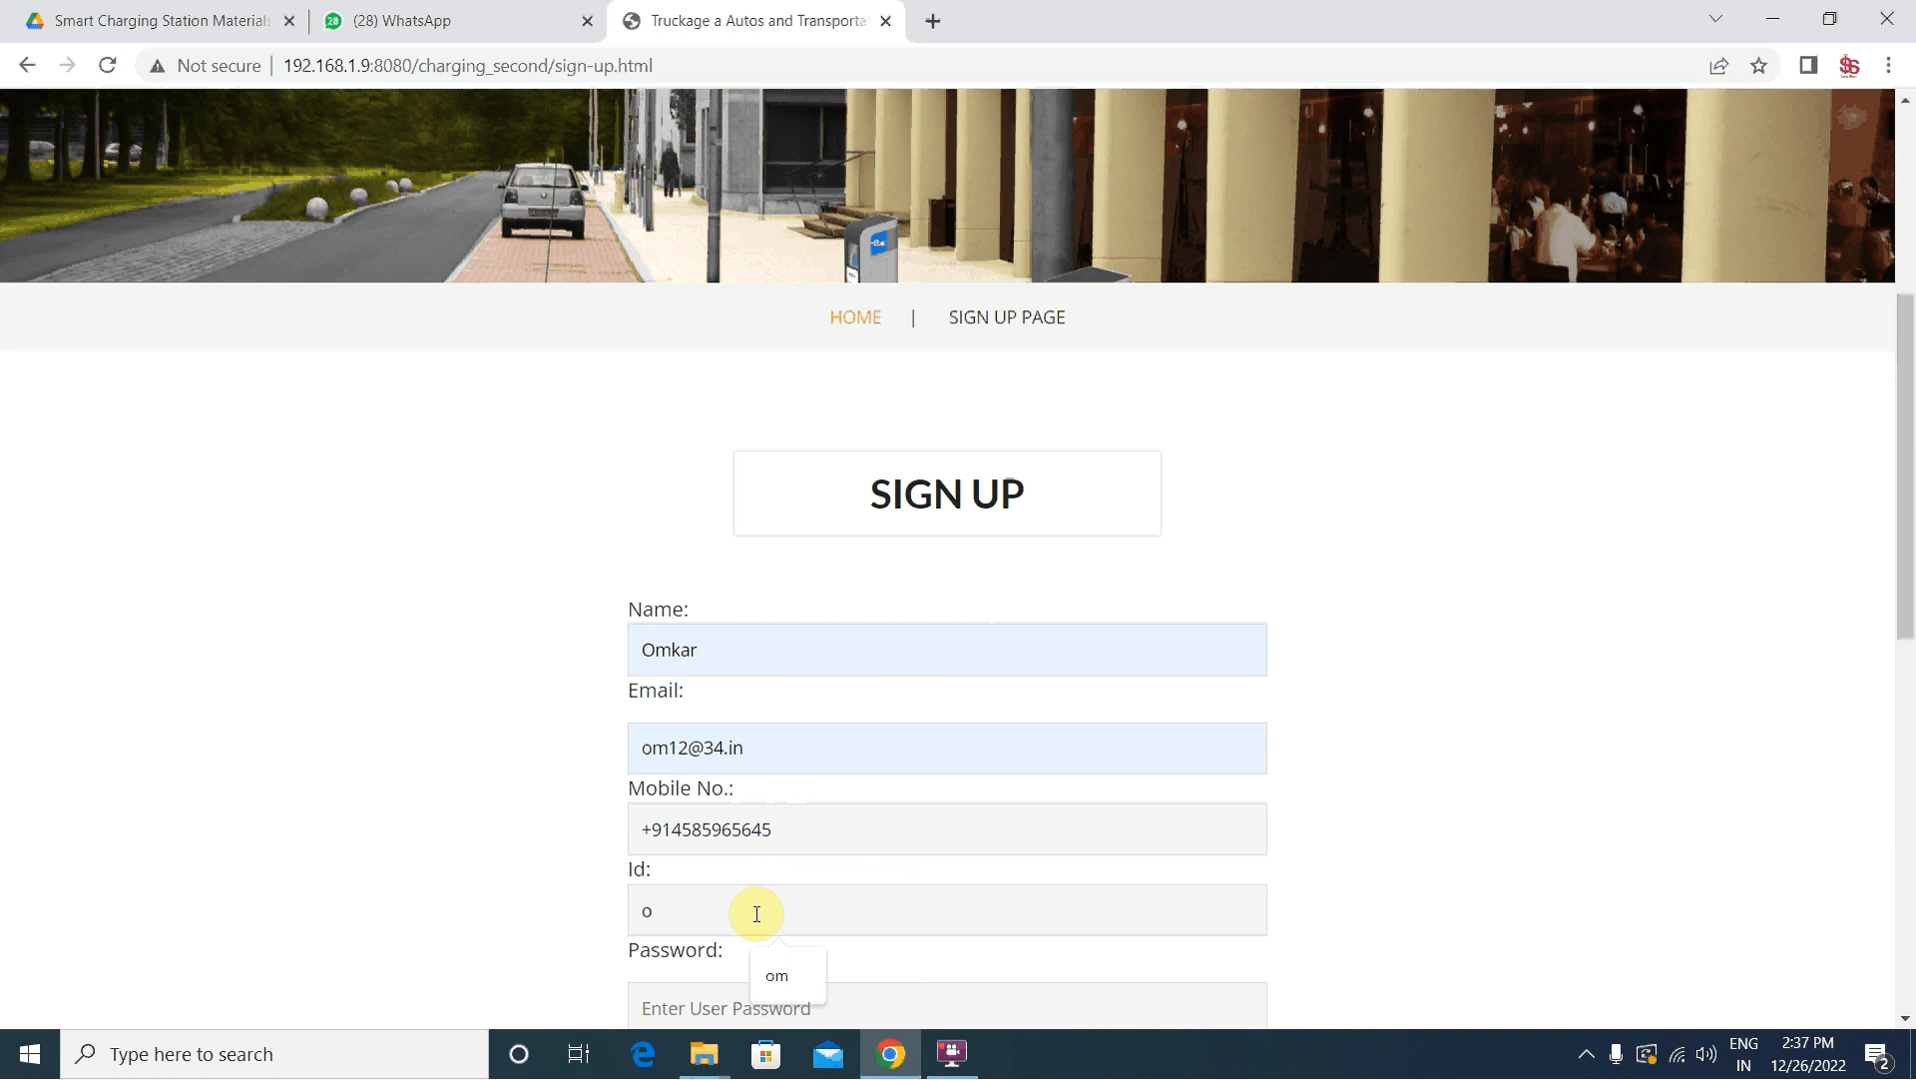 Smart Charging Station Materials
(28) WhatsApp
Truckage a Autos and Transporta
Not secure
192.168.1.9:8080/charging_second/sign-up.html
HOME | SIGN UP PAGE
SIGN UP
Name:
Omkar
Email:
om12@34.in
Mobile No.:
+914585965645
Id:
o
Password:
om
Enter User Password
Type here to search
ENG
IN
2:37 PM
12/26/2022
2